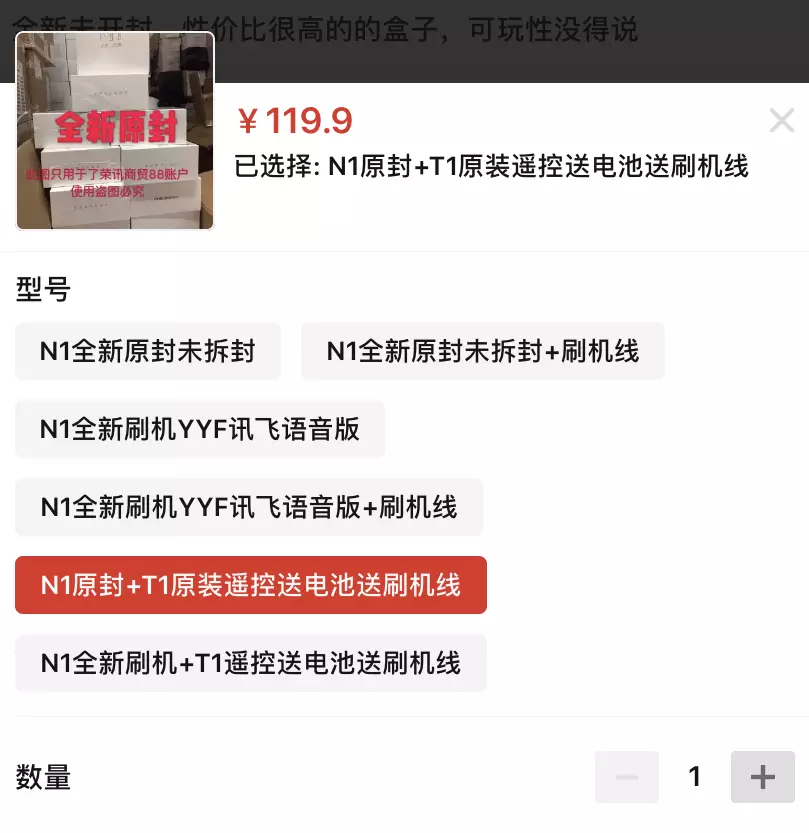 全新未开封，性价比很高的的盒子，可玩性没得说
全新原封
此图只用于了荣讯商贸88账户
使用盗图必究
￥119.9
已选择: N1原封+T1原装遥控送电池送刷机线
型号
N1全新原封未拆封
N1全新原封未拆封+刷机线
N1全新刷机YYF讯飞语音版
N1全新刷机YYF讯飞语音版+刷机线
N1原封+T1原装遥控送电池送刷机线
N1全新刷机+T1遥控送电池送刷机线
数量
1